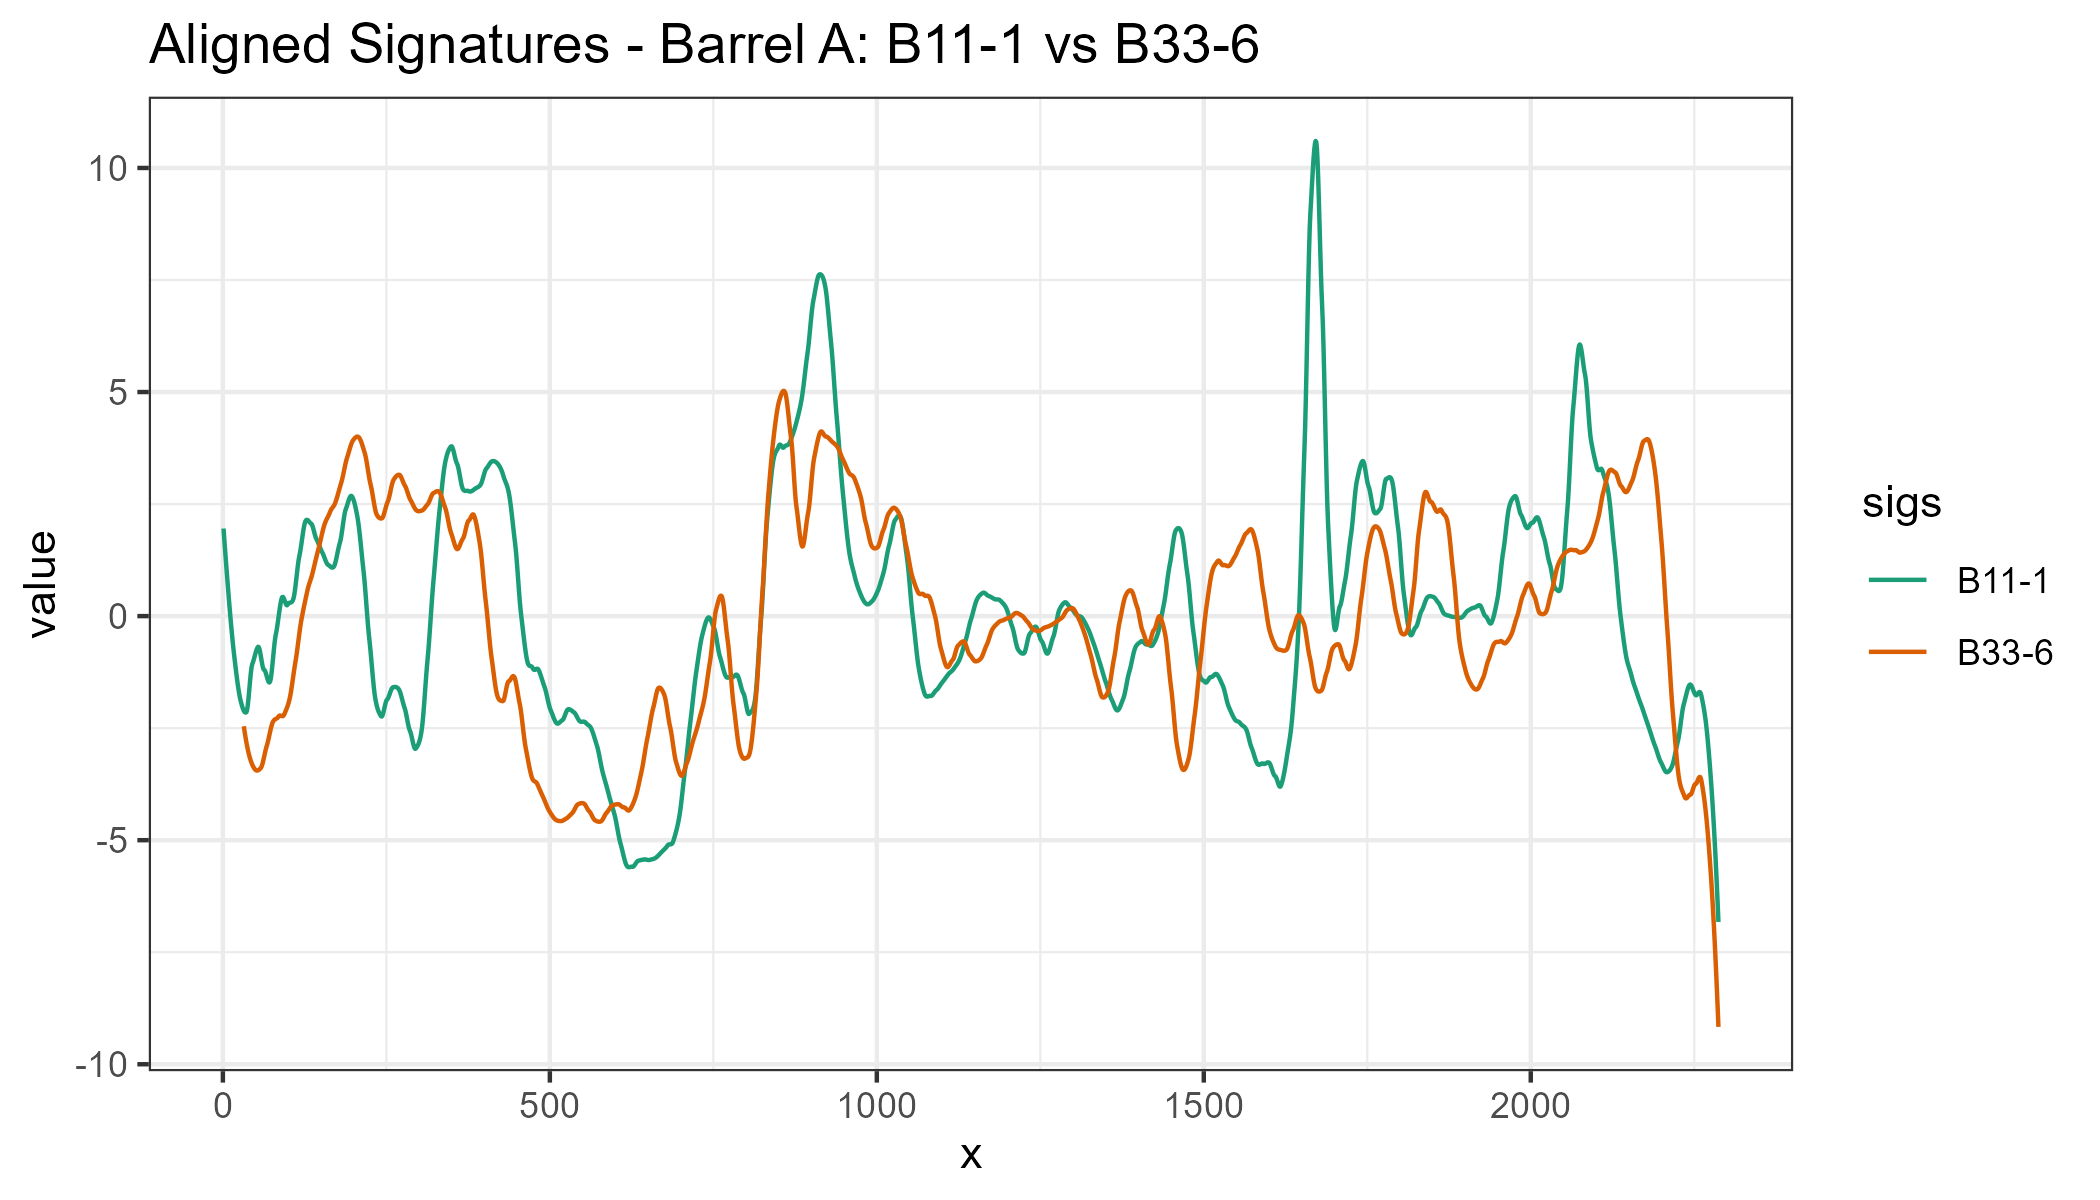 Aligned Signatures - Barrel A: B11-1 vs B33-6
value
10
5
0
-5
-10
0 500 1000 1500 2000
x
sigs
B11-1
B33-6